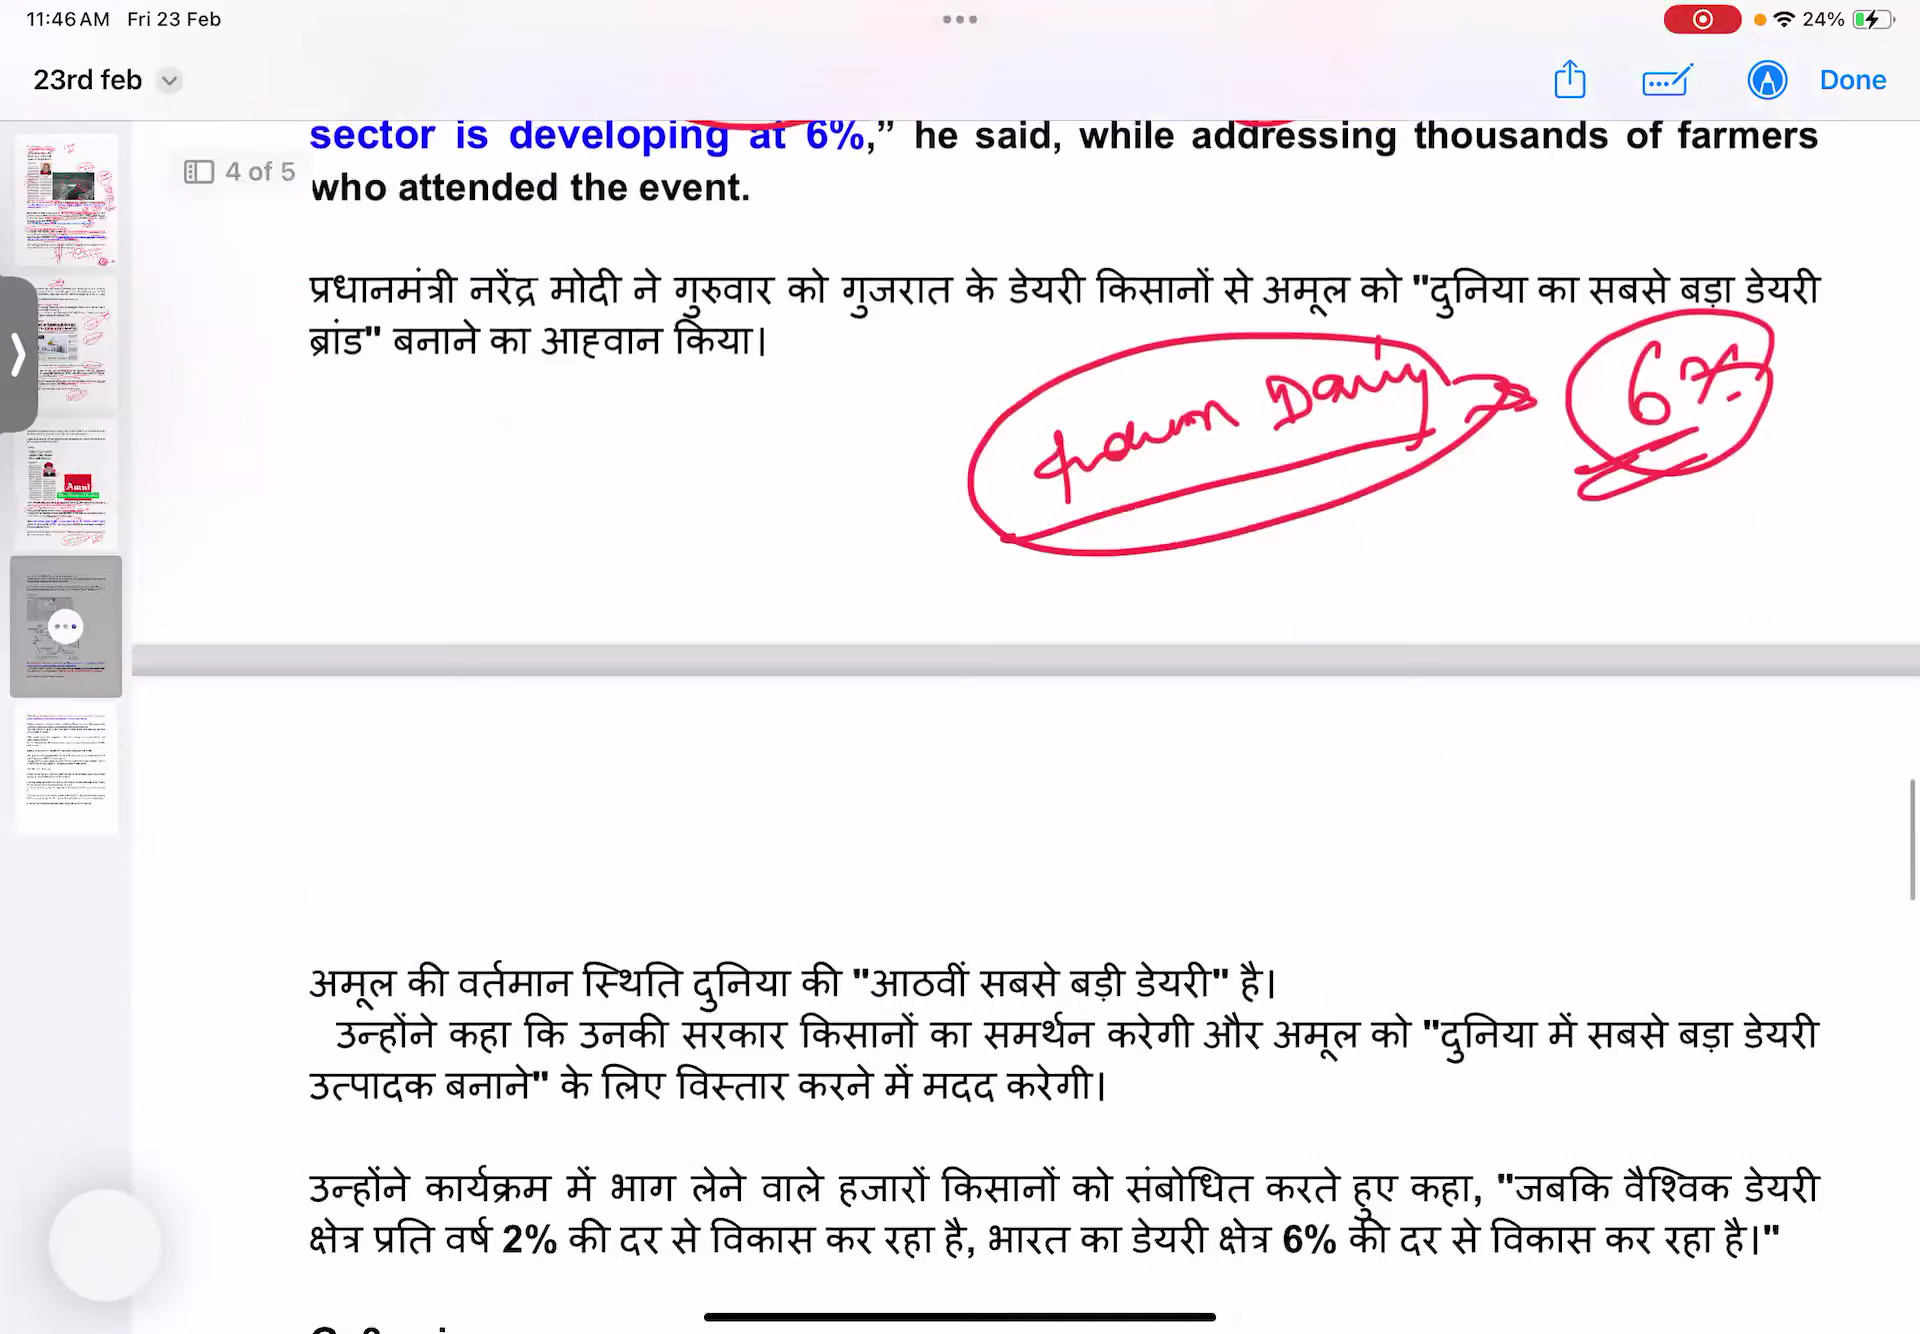 11:46 AM Fri 23 Feb
24%
23rd feb
Done
4 of 5
sector is developing at 6%,” he said, while addressing thousands of farmers
who attended the event.
प्रधानमंत्री नरेंद्र मोदी ने गुरुवार को गुजरात के डेयरी किसानों से अमूल को "दुनिया का सबसे बड़ा डेयरी
ब्रांड" बनाने का आह्वान किया।
Dairy
6%
अमूल की वर्तमान स्थिति दुनिया की "आठवीं सबसे बड़ी डेयरी" है।
उन्होंने कहा कि उनकी सरकार किसानों का समर्थन करेगी और अमूल को "दुनिया में सबसे बड़ा डेयरी
उत्पादक बनाने" के लिए विस्तार करने में मदद करेगी।
उन्होंने कार्यक्रम में भाग लेने वाले हजारों किसानों को संबोधित करते हुए कहा, "जबकि वैश्विक डेयरी
क्षेत्र प्रति वर्ष 2% की दर से विकास कर रहा है, भारत का डेयरी क्षेत्र 6% की दर से विकास कर रहा है।"